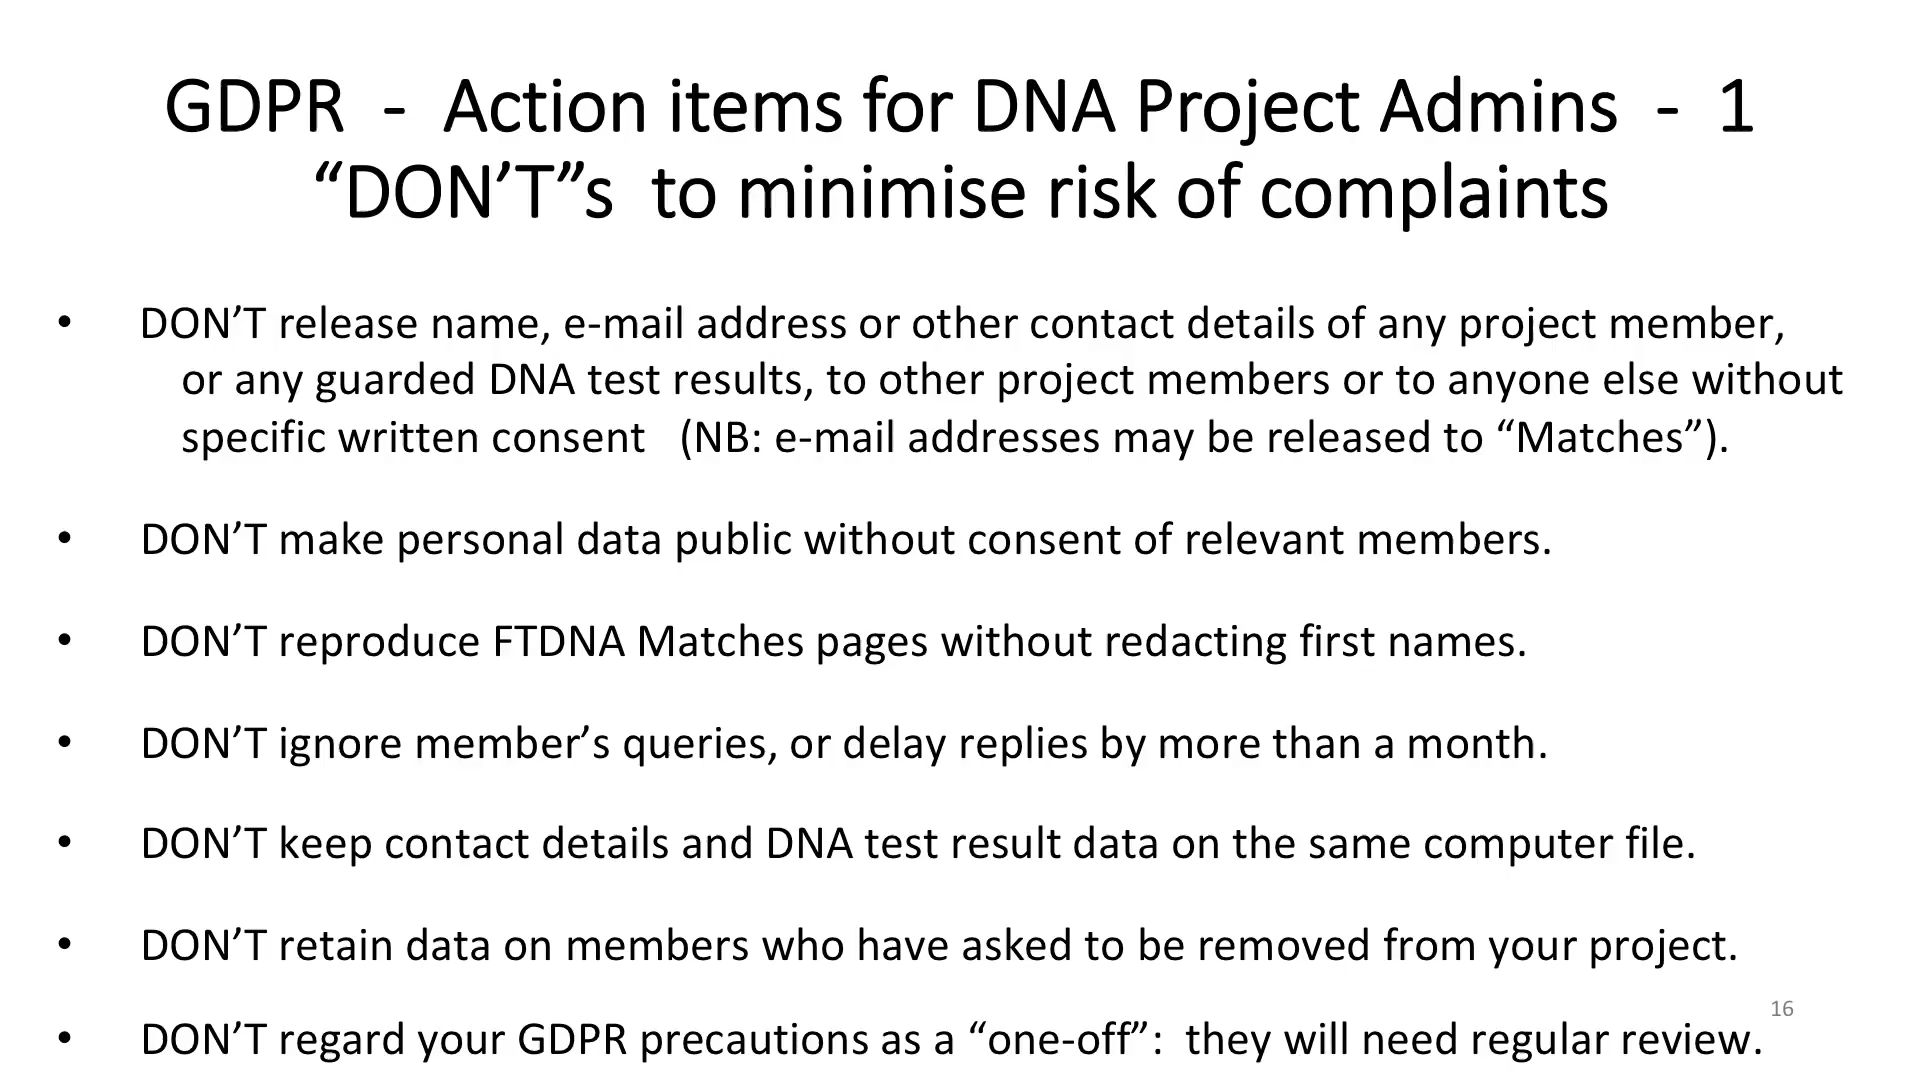 GDPR - Action items for DNA Project Admins - 1
“DON’T”s to minimise risk of complaints
• DON’T release name, e-mail address or other contact details of any project member,
or any guarded DNA test results, to other project members or to anyone else without
specific written consent (NB: e-mail addresses may be released to “Matches”).
• DON’T make personal data public without consent of relevant members.
• DON’T reproduce FTDNA Matches pages without redacting first names.
• DON’T ignore member’s queries, or delay replies by more than a month.
• DON’T keep contact details and DNA test result data on the same computer file.
• DON’T retain data on members who have asked to be removed from your project.
16
• DON’T regard your GDPR precautions as a “one-off”: they will need regular review.